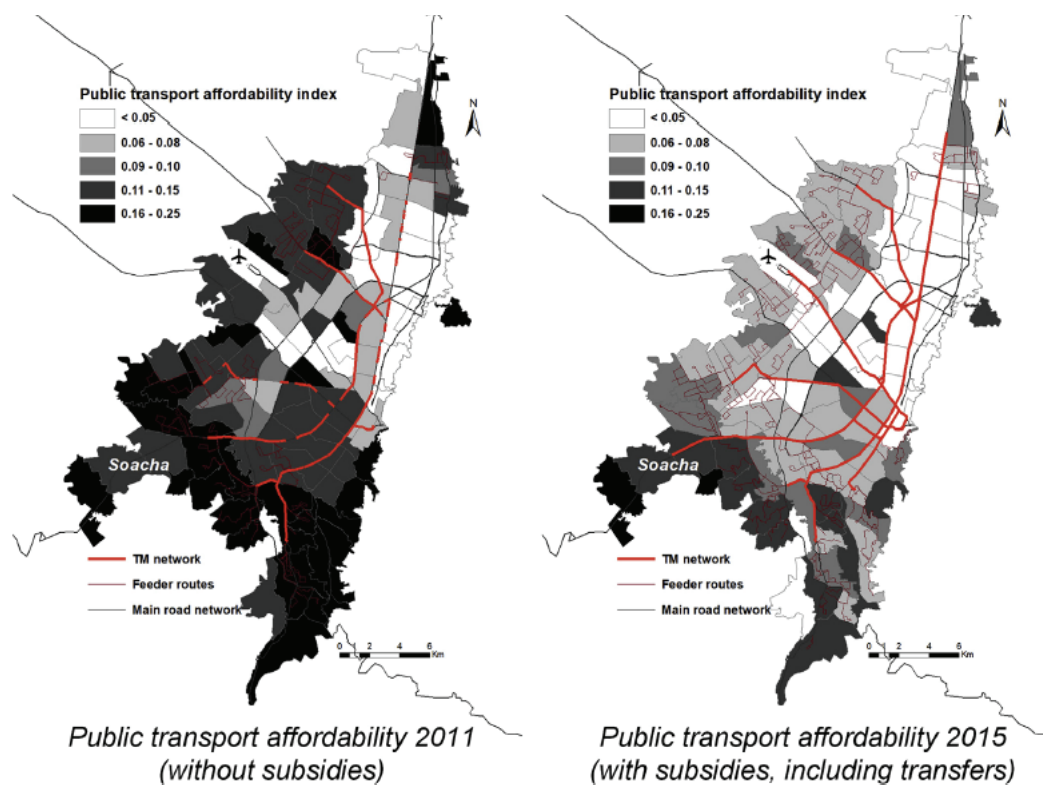 Public transport affordability index
< 0.05
0.06 - 0.08
0.09 - 0.10
0.11 - 0.15
0.16 - 0.25
N
Soacha
TM network
Feeder routes
Main road network
0 2 4 6
Km
Public transport affordability 2011
(without subsidies)
Public transport affordability index
< 0.05
0.06 - 0.08
0.09 - 0.10
0.11 - 0.15
0.16 - 0.25
N
Soacha
TM network
Feeder routes
Main road network
0 2 4 6
Km
Public transport affordability 2015
(with subsidies, including transfers)